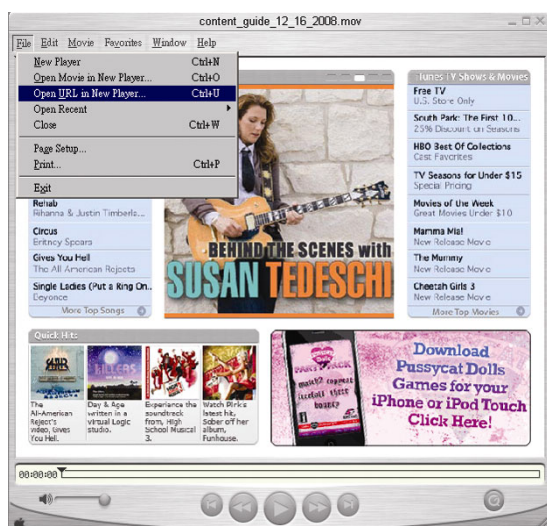 content_guide_12_16_2008.mov
File Edit Movie Favorites Window Help
New Player Ctrl+N
Open Movie in New Player... Ctrl+O
Open URL in New Player... Ctrl+U
Open Recent
Close Ctrl+W
Page Setup...
Print... Ctrl+P
Exit
Rehab
Rihanna & Justin Timberla...
Circus
Britney Spears
Gives You Hell
The All American Rejects
Single Ladies (Put a Ring On..
Beyonce
More Top Songs
BEHIND THE SCENES with
SUSAN TEDESCHI
iTunes TV Shows & Movies
Free TV
U.S. Store Only
South Park: The First 10...
25% Discount on Seasons
HBO Best Of Collections
Cast Favorites
TV Seasons for Under $15
Special Pricing
Movies of the Week
Great Movies Under $10
Mamma Mia!
New Release Movie
The Mummy
New Release Movie
Cheetah Girls 3
New Release Movie
More Top Movies
Quick Hits
The
All-American
Reject's
video, Gives
You Hell.
KILLERS
Day & Age
written in a
virtual Logic
studio.
Experience the
soundtrack
from, High
School Musical
3.
Watch P!nk's
latest hit,
Sober off her
album,
Funhouse.
PARTY PACK
Download
Pussycat Dolls
Games for your
iPhone or iPod Touch
Click Here!
00:00:00